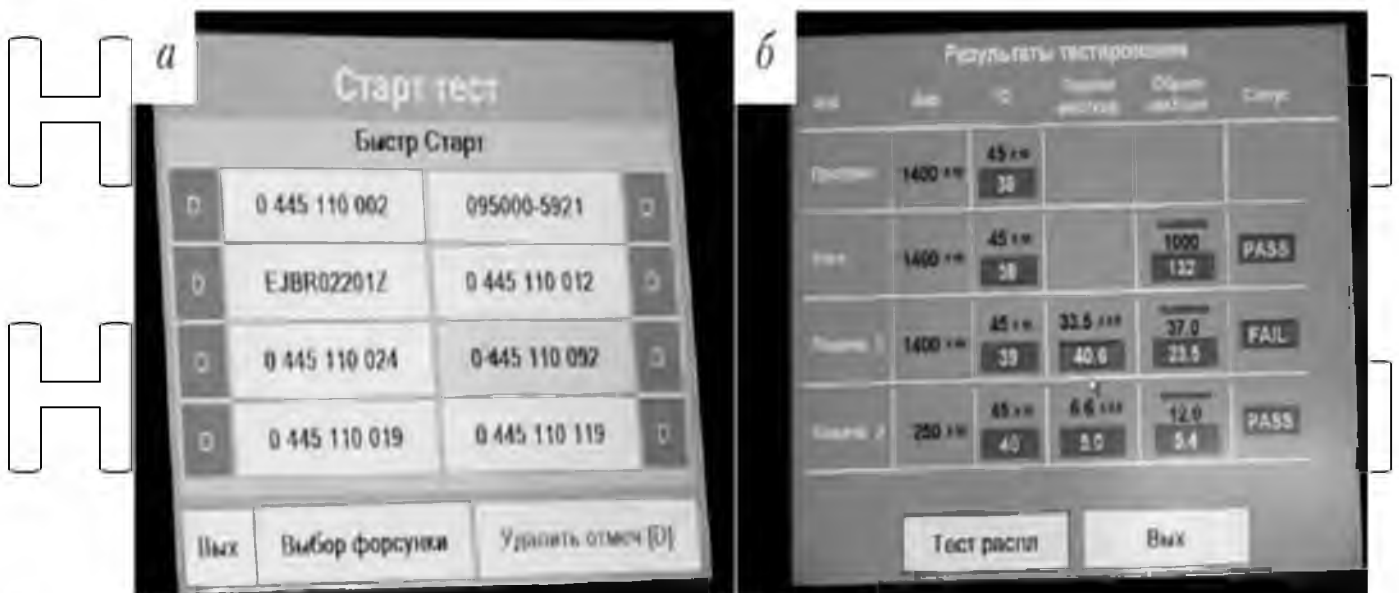 а
Старт тест
Быстр Старт
D 0 445 110 002 095000-5921 D
D EJBR02201Z 0 445 110 012 D
D 0 445 110 024 0 445 110 092 D
D 0 445 110 019 0 445 110 119 D
Вых Выбор форсунки Удалить отмеч (D)
б
Результаты тестирования
°C Статус
1400 45
38
1400 45 1000 PASS
38 132
1400 45 33.5 37.0 FAIL
39 40.6 23.5
250 45 6.6 12.0 PASS
40 5.0 5.4
Тест распл Вых